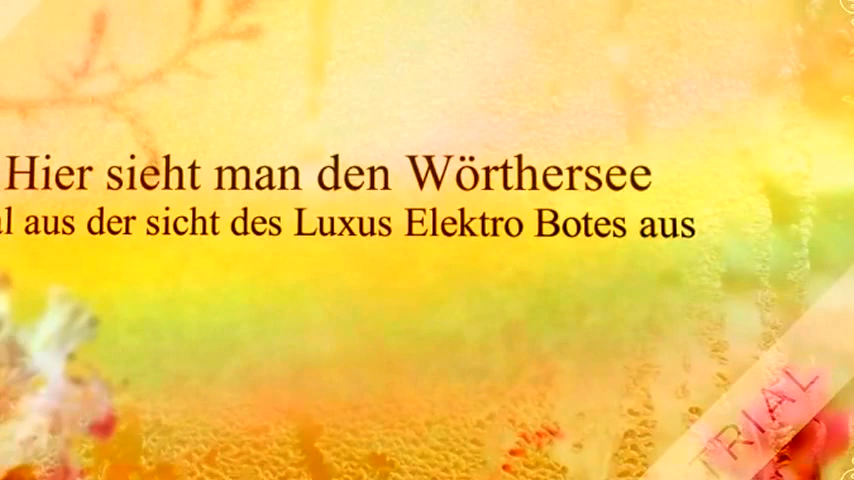 Hier sieht man den Wörthersee
aus der sicht des Luxus Elektro Botes aus
TRIAL